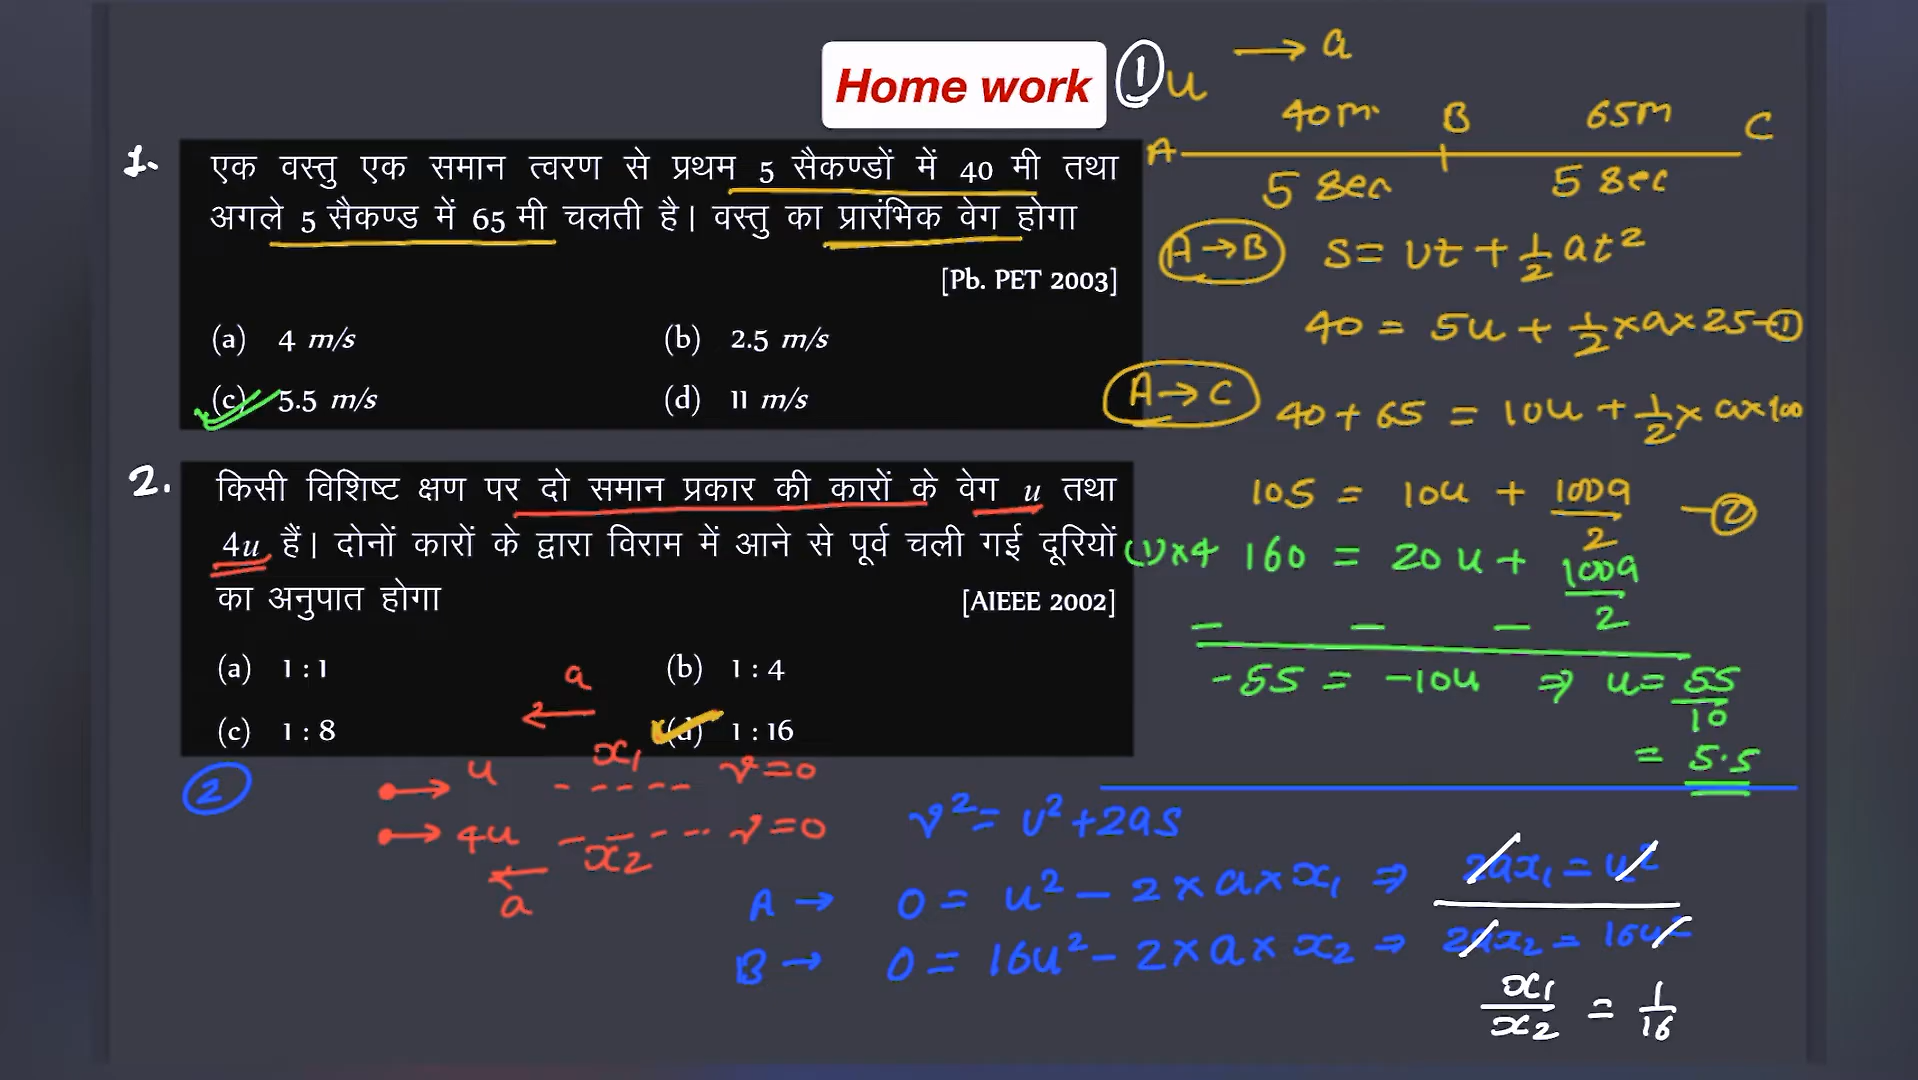 Home work
1.
एक वस्तु एक समान त्वरण से प्रथम 5 सैकण्डों में 40 मी तथा
अगले 5 सैकण्ड में 65 मी चलती है। वस्तु का प्रारंभिक वेग होगा
[Pb. PET 2003]
(a) 4 m/s
(b) 2.5 m/s
(c) 5.5 m/s
(d) 11 m/s
2.
किसी विशिष्ट क्षण पर दो समान प्रकार की कारों के वेग u तथा
4u हैं। दोनों कारों के द्वारा विराम में आने से पूर्व चली गई दूरियों
का अनुपात होगा
[AIEEE 2002]
(a) 1 : 1
(b) 1 : 4
(c) 1 : 8
(d) 1 : 16
① u → a
40m B 65m C
A
5 sec 5 sec
A→B S = ut + 1/2 at²
40 = 5u + 1/2 × a × 25 -①
A→C 40 + 65 = 10u + 1/2 × a × 100
105 = 10u + 100a/2 -②
(1)×4 160 = 20u + 100a/2
- - -
-55 = -10u ⇒ u = 55/10
= 5.5
②
a ←
u x₁ v = 0
4u x₂ v = 0
← a
v² = u² + 2as
A → 0 = u² - 2 × a × x₁ ⇒ 2ax₁ = u²
B → 0 = 16u² - 2 × a × x₂ ⇒ 2ax₂ = 16u²
x₁/x₂ = 1/16